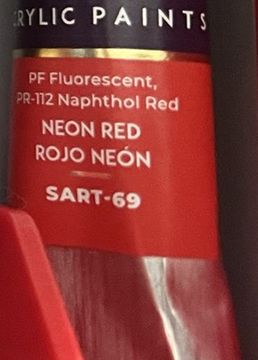 CRYLIC PAINTS
PF Fluorescent,
PR-112 Naphthol Red
NEON RED
ROJO NEÓN
SART-69